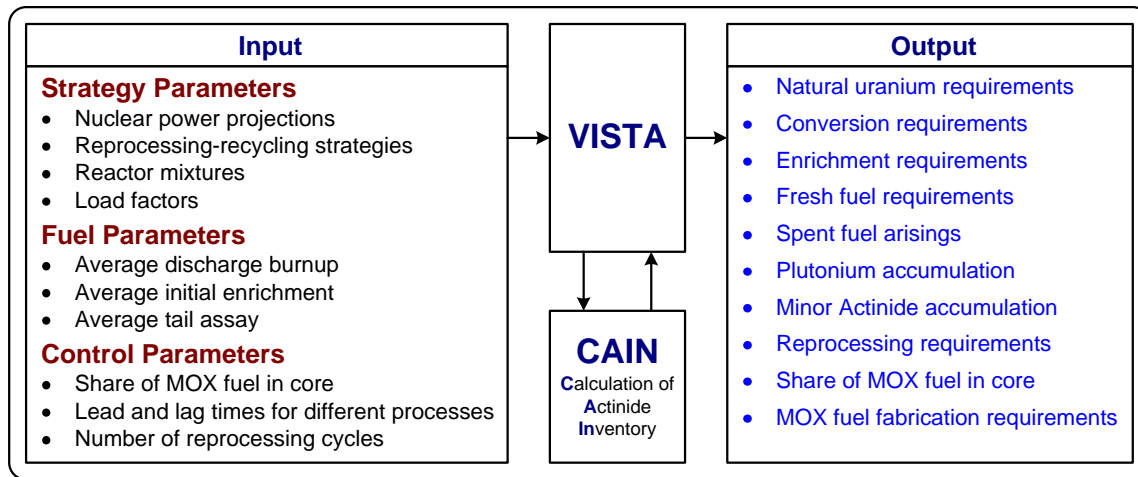 Input
Strategy Parameters
• Nuclear power projections
• Reprocessing-recycling strategies
• Reactor mixtures
• Load factors
Fuel Parameters
• Average discharge burnup
• Average initial enrichment
• Average tail assay
Control Parameters
• Share of MOX fuel in core
• Lead and lag times for different processes
• Number of reprocessing cycles
VISTA
CAIN
Calculation of
Actinide
Inventory
Output
• Natural uranium requirements
• Conversion requirements
• Enrichment requirements
• Fresh fuel requirements
• Spent fuel arisings
• Plutonium accumulation
• Minor Actinide accumulation
• Reprocessing requirements
• Share of MOX fuel in core
• MOX fuel fabrication requirements